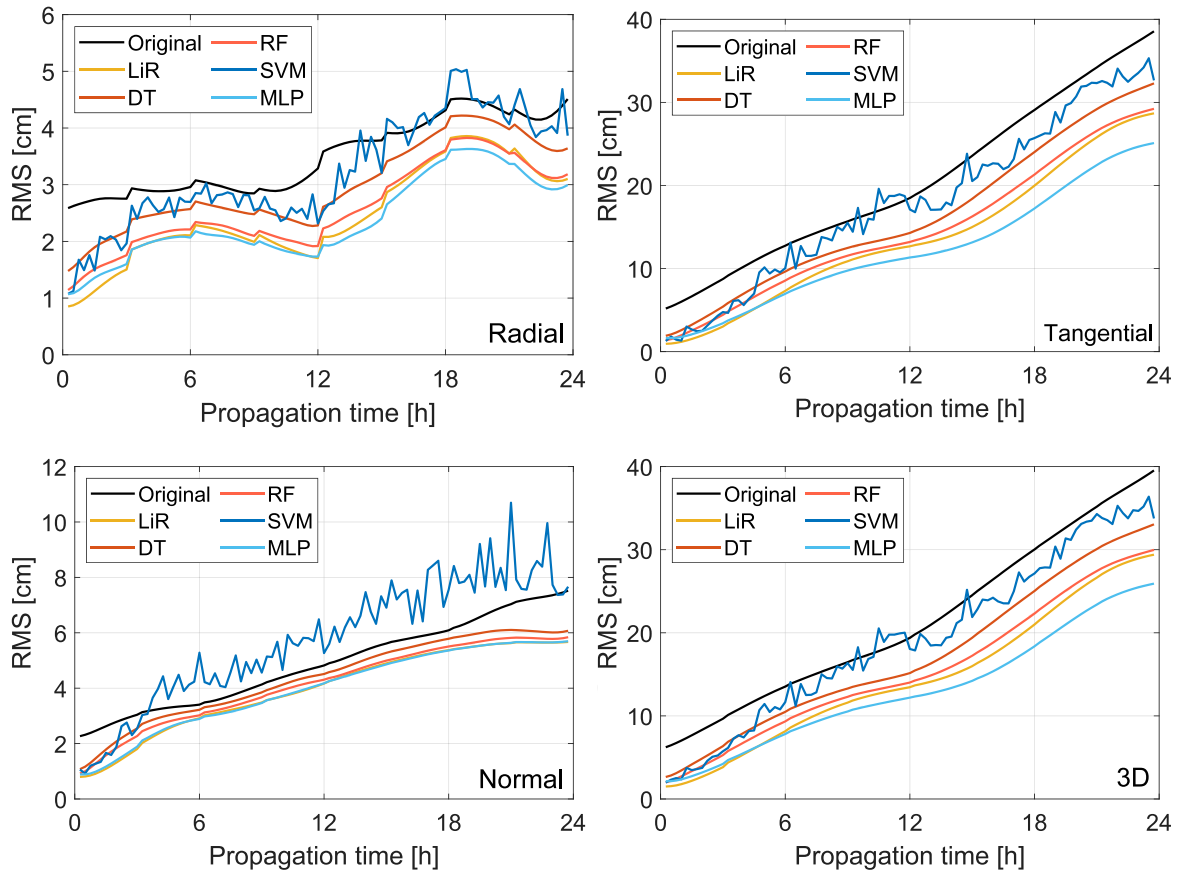 6
5
4
3
2
1
0
RMS [cm]
Original RF
LiR SVM
DT MLP
Radial
0 6 12 18 24
Propagation time [h]
40
30
20
10
0
RMS [cm]
Original RF
LiR SVM
DT MLP
Tangential
0 6 12 18 24
Propagation time [h]
12
10
8
6
4
2
0
RMS [cm]
Original RF
LiR SVM
DT MLP
Normal
0 6 12 18 24
Propagation time [h]
40
30
20
10
0
RMS [cm]
Original RF
LiR SVM
DT MLP
3D
0 6 12 18 24
Propagation time [h]